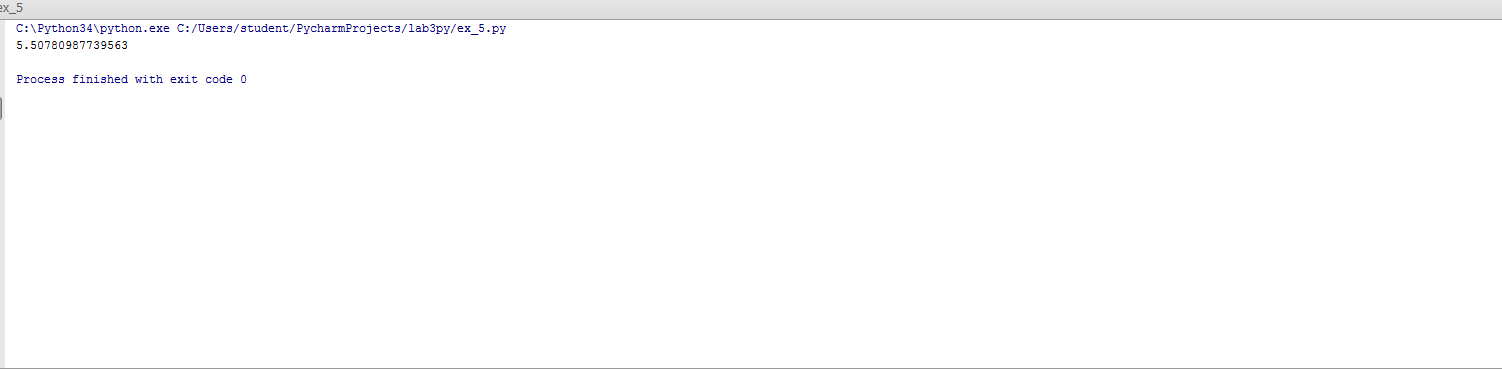 ex_5
C:\Python34\python.exe C:/Users/student/PycharmProjects/lab3py/ex_5.py
5.50780987739563
Process finished with exit code 0